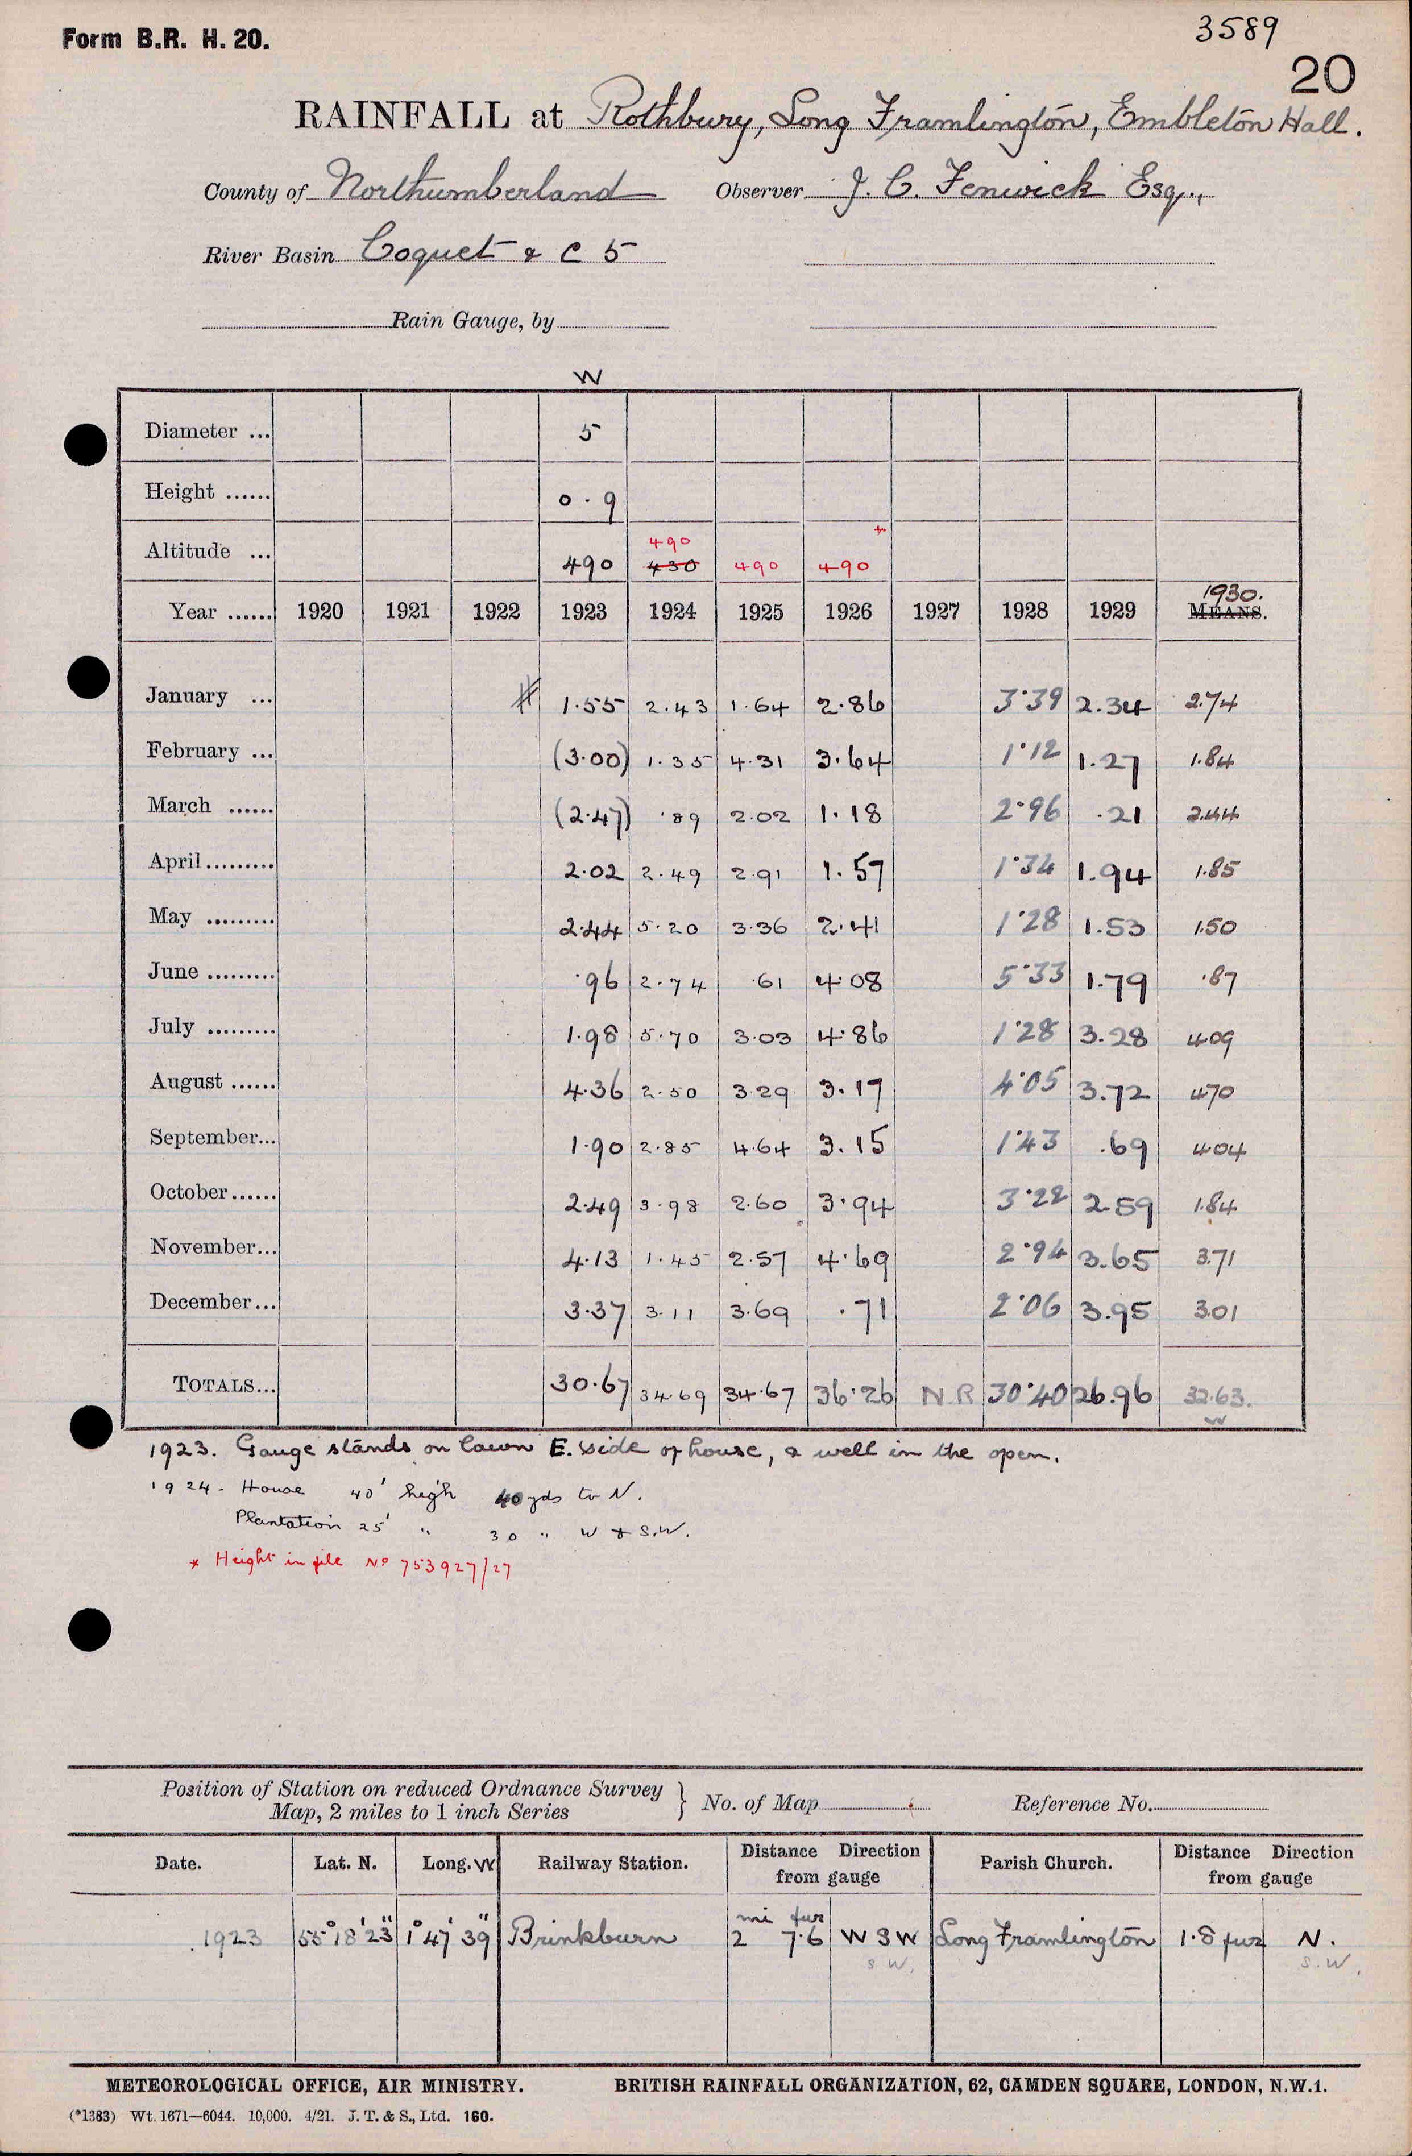 Form B.R. H. 20.
3589
20
RAINFALL at Rothbury, Long Framlington, Embleton Hall.
County of Northumberland Observer J. C. Fenwick Esq.,
River Basin Coquet & C 5
Rain Gauge, by
W
Diameter ... 5
Height ...... 0.9
490 *
Altitude ... 490 430 490 490
1930.
Year ...... 1920 1921 1922 1923 1924 1925 1926 1927 1928 1929 MEANS.
January ... # 1.55 2.43 1.64 2.86 3.39 2.34 2.74
February ... (3.00) 1.35 4.31 3.64 1.12 1.27 1.84
March ...... (2.47) .89 2.02 1.18 2.96 .21 2.44
April ......... 2.02 2.49 2.91 1.57 1.34 1.94 1.85
May ......... 2.44 5.20 3.36 2.41 1.28 1.53 1.50
June ......... .96 2.74 .61 4.08 5.33 1.79 .87
July ......... 1.98 5.70 3.03 4.86 1.28 3.28 4.09
August ...... 4.36 2.50 3.29 3.17 4.05 3.72 4.70
September... 1.90 2.85 4.64 3.15 1.43 .69 4.04
October ...... 2.49 3.98 2.60 3.94 3.22 2.59 1.84
November... 4.13 1.45 2.57 4.69 2.94 3.65 3.71
December... 3.37 3.11 3.69 .71 2.06 3.95 3.01
TOTALS... 30.67 34.69 34.67 36.26 N.R 30.40 26.96 32.63.
W
1923. Gauge stands on lawn E. side of house, & well in the open.
1924 - House 40' high 40 yds to N.
Plantation 25' " 30 " W & S.W.
* Height in file No 753927/27
Position of Station on reduced Ordnance Survey
Map, 2 miles to 1 inch Series } No. of Map Reference No.
Date. Lat. N. Long. W Railway Station. Distance Direction from gauge Parish Church. Distance Direction from gauge
mi fur
1923 55° 18' 23" 1° 47' 39" Brinkburn 2 7.6 W S W Long Framlington 1.8 fur N.
S W. S.W.
METEOROLOGICAL OFFICE, AIR MINISTRY. BRITISH RAINFALL ORGANIZATION, 62, CAMDEN SQUARE, LONDON, N.W.1.
(*1383) Wt. 1671—6044. 10,000. 4/21. J. T. & S., Ltd. 160.